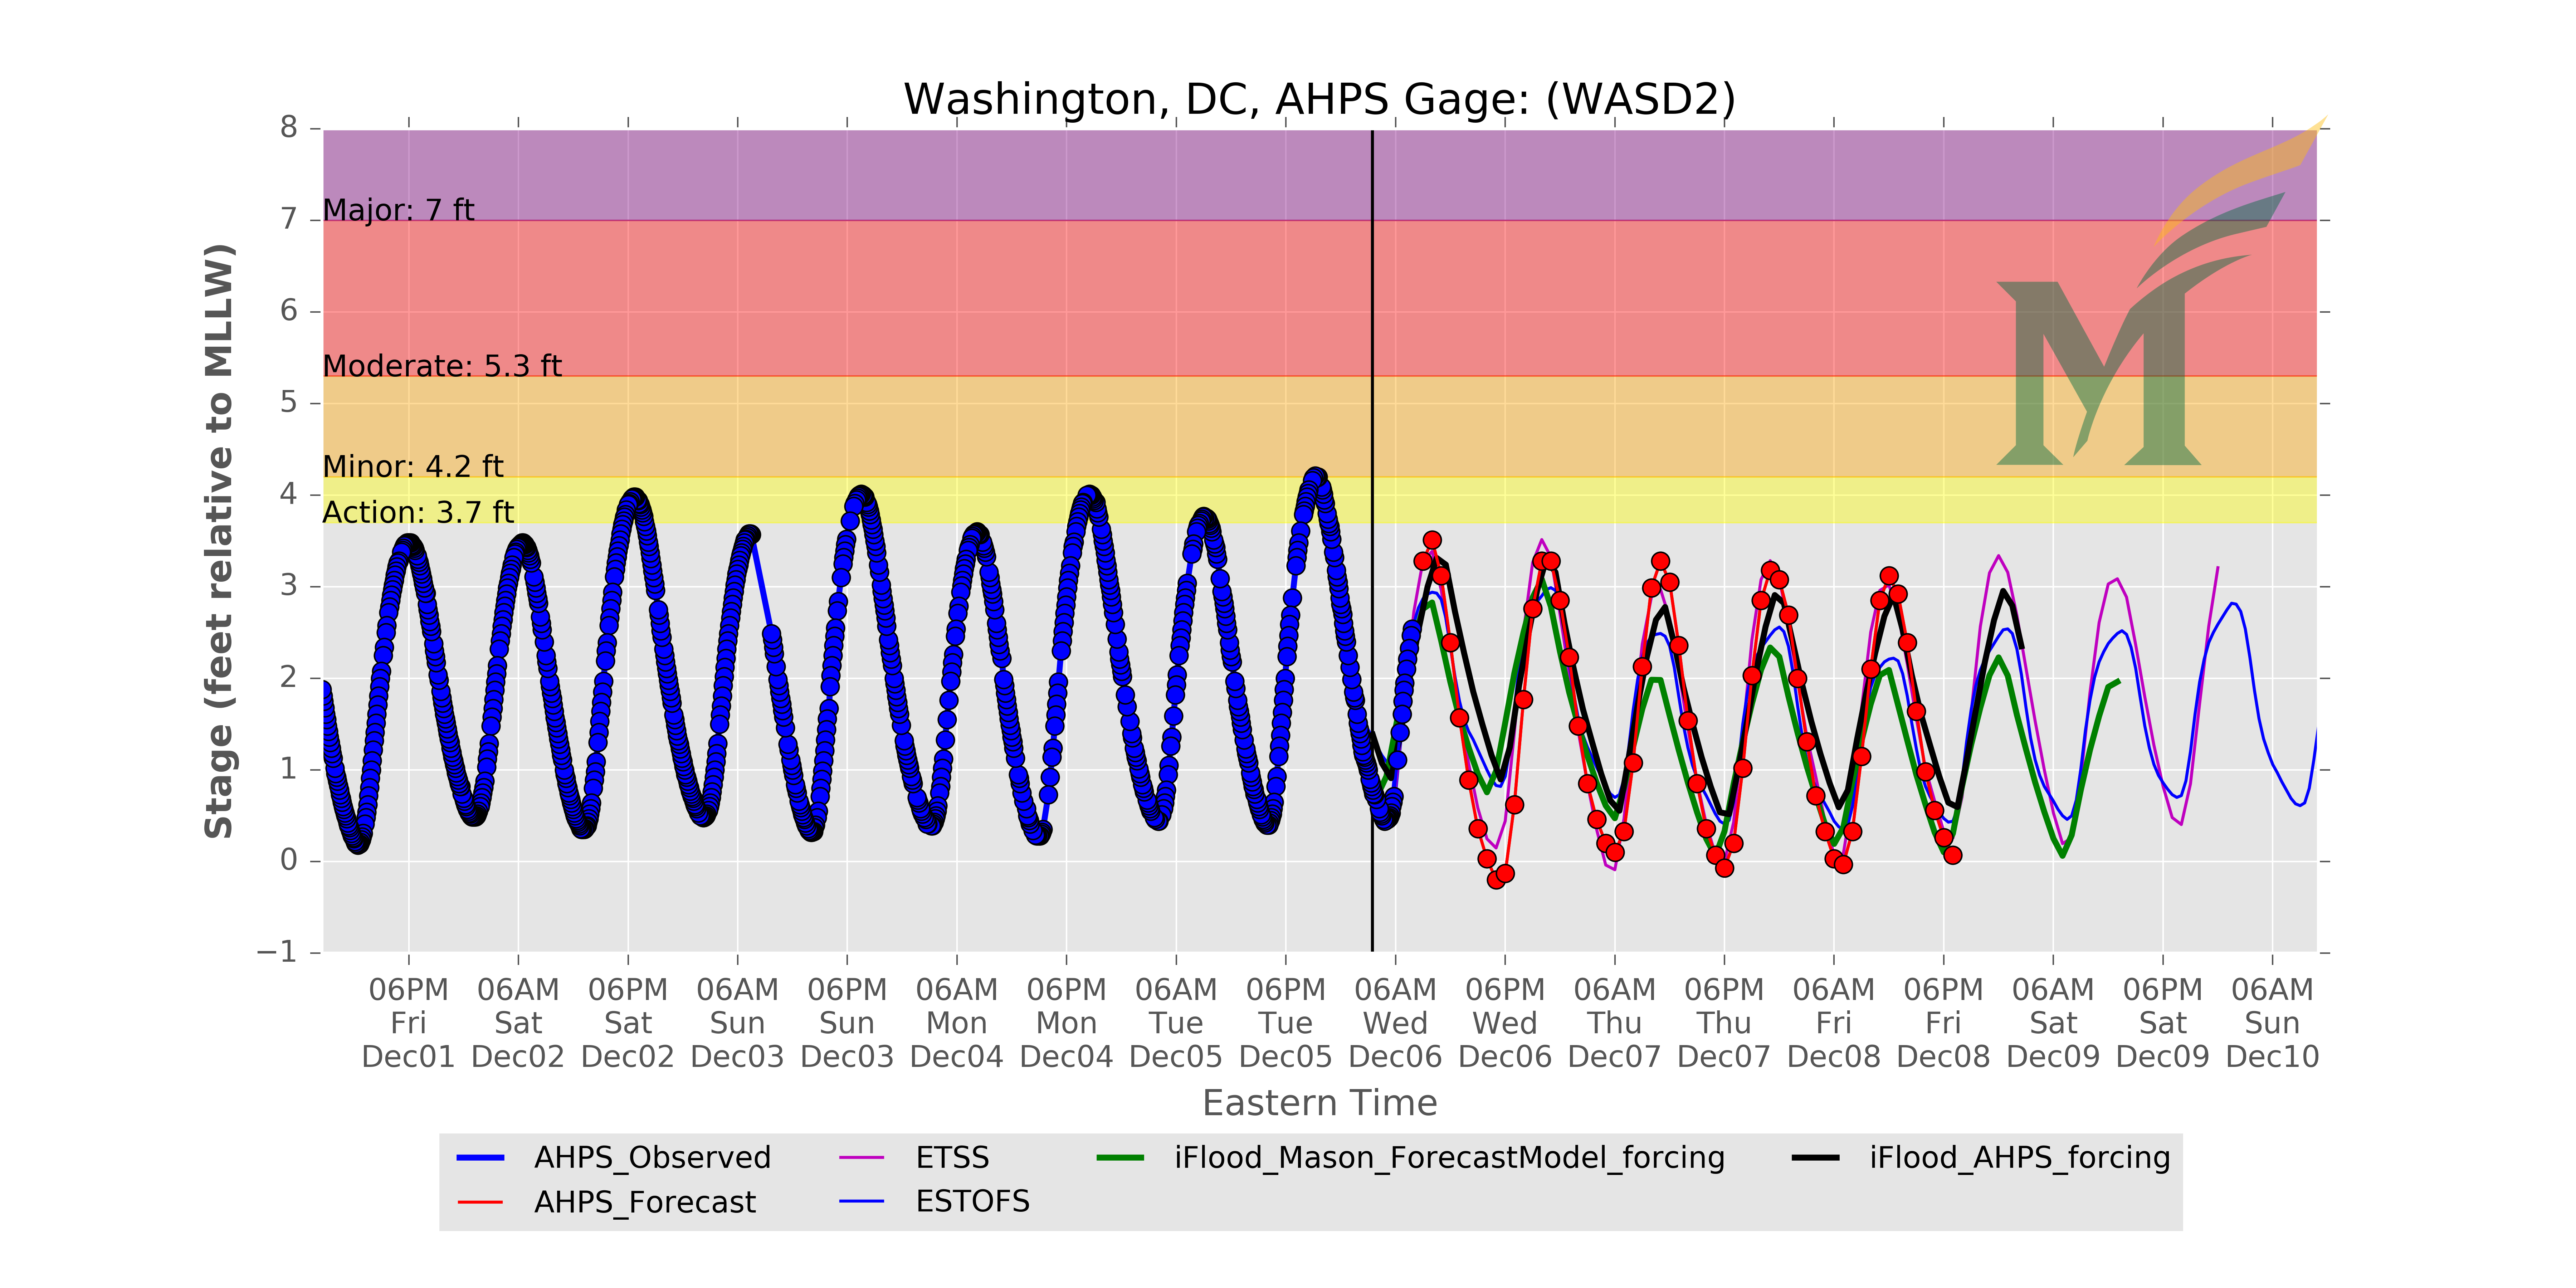 Washington, DC, AHPS Gage: (WASD2)
8
7
6
5
4
3
2
1
0
−1
Stage (feet relative to MLLW)
Major: 7 ft
Moderate: 5.3 ft
Minor: 4.2 ft
Action: 3.7 ft
06PM 06AM 06PM 06AM 06PM 06AM 06PM 06AM 06PM 06AM 06PM 06AM 06PM 06AM 06PM 06AM 06PM 06AM
Fri Sat Sat Sun Sun Mon Mon Tue Tue Wed Wed Thu Thu Fri Fri Sat Sat Sun
Dec01 Dec02 Dec02 Dec03 Dec03 Dec04 Dec04 Dec05 Dec05 Dec06 Dec06 Dec07 Dec07 Dec08 Dec08 Dec09 Dec09 Dec10
Eastern Time
AHPS_Observed ETSS iFlood_Mason_ForecastModel_forcing iFlood_AHPS_forcing
AHPS_Forecast ESTOFS